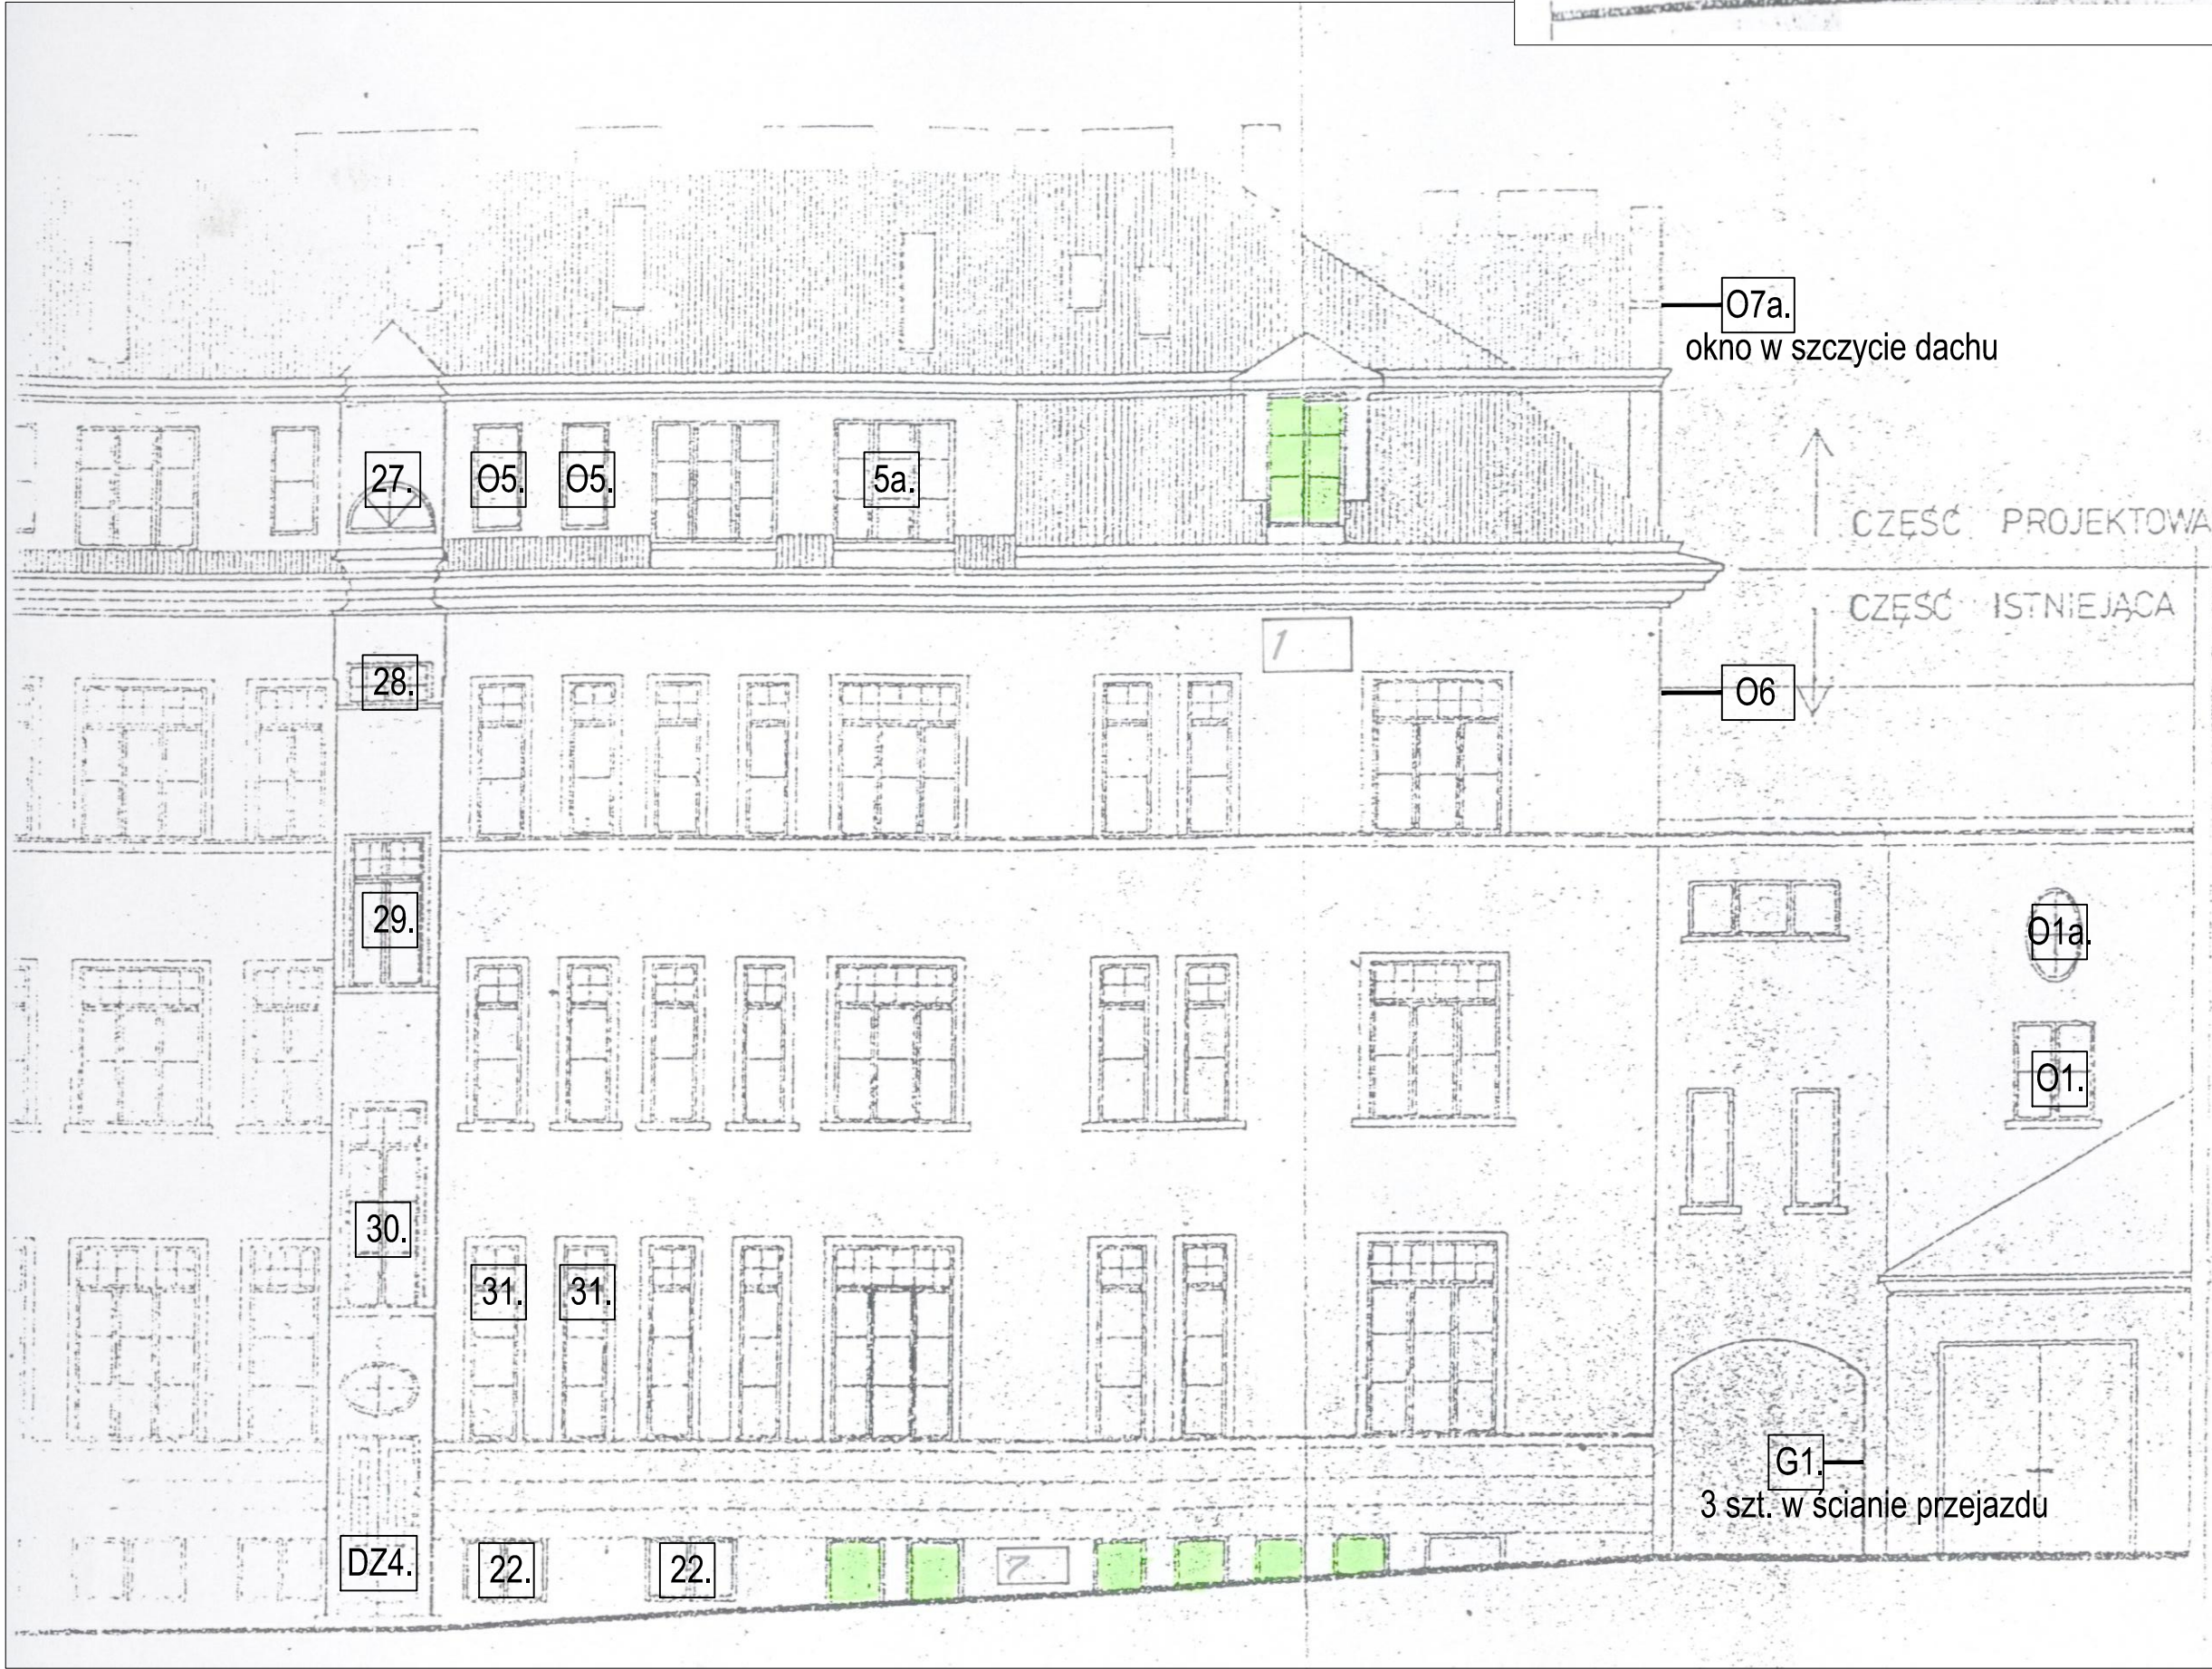 O7a.
okno w szczycie dachu
27.
O5.
O5.
5a.
CZĘŚĆ PROJEKTOWA
CZĘŚĆ ISTNIEJĄCA
1
28.
O6
29.
O1a.
O1.
30.
31.
31.
G1.
3 szt. w ścianie przejazdu
DZ4.
22.
22.
7